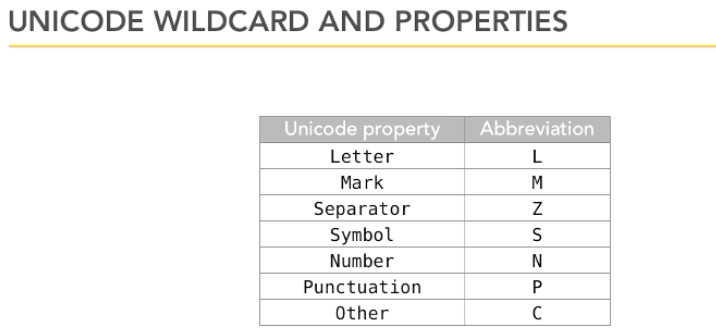 UNICODE WILDCARD AND PROPERTIES
Unicode property Abbreviation
Letter L
Mark M
Separator Z
Symbol S
Number N
Punctuation P
Other C